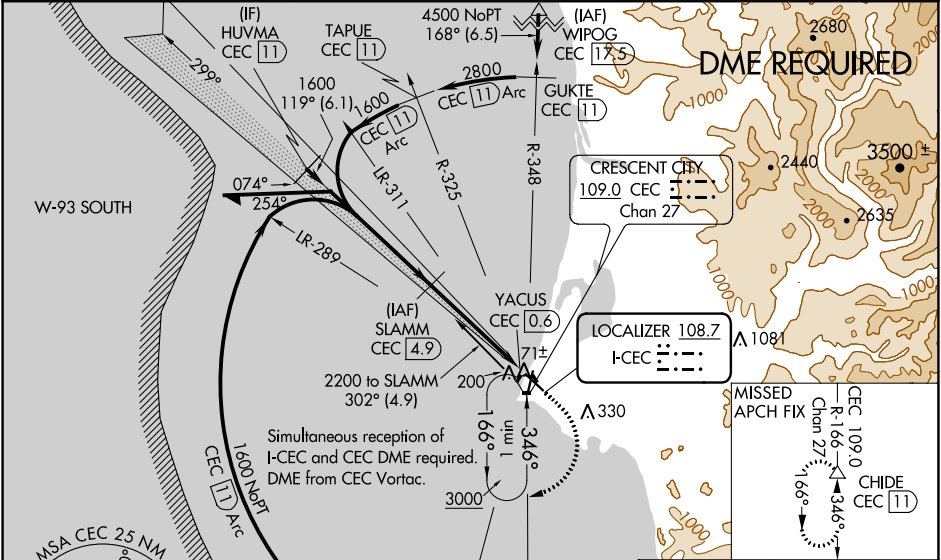 (IF)
HUVMA
CEC 11
TAPUE
CEC 11
4500 NoPT
168° (6.5)
(IAF)
WIPOG
CEC 17.5
2680
DME REQUIRED
299°
1600
119° (6.1)
2800
CEC 11 Arc
GUKTE
CEC 11
1000
1600
CEC 11
Arc
3500 ±
2440
2000
2635
LR-311
R-325
R-348
CRESCENT CITY
109.0 CEC
Chan 27
074°
254°
W-93 SOUTH
LR-289
2000
1000
1000
YACUS
CEC 0.6
(IAF)
SLAMM
CEC 4.9
LOCALIZER 108.7
I-CEC
1081
71±
200
2200 to SLAMM
302° (4.9)
330
166°
1 min
346°
3000
Simultaneous reception of
I-CEC and CEC DME required.
DME from CEC Vortac.
1600 NoPT
CEC 11 Arc
MISSED
APCH FIX
CEC 109.0
R-166
Chan 27
166°
346°
CHIDE
CEC 11
MSA CEC 25 NM